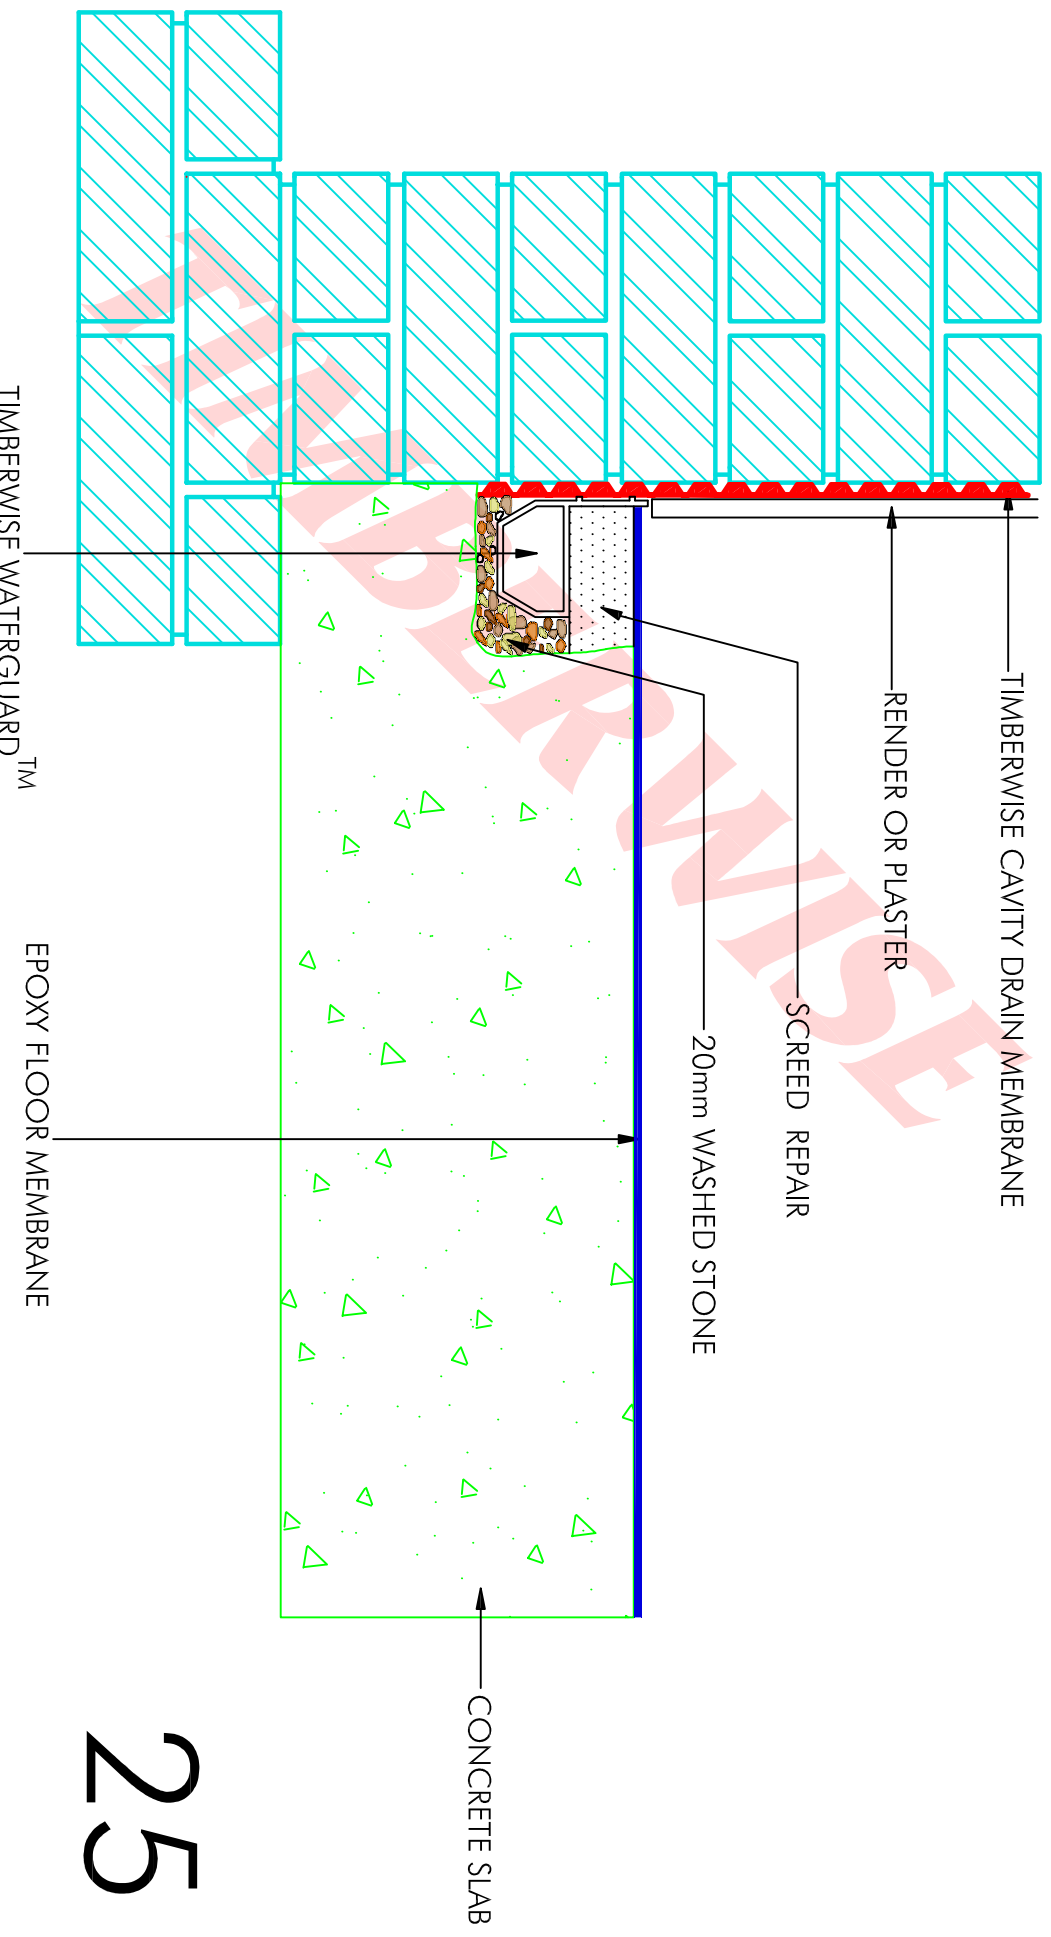 TIMBERWISE CAVITY DRAIN MEMBRANE
RENDER OR PLASTER
SCREED REPAIR
20mm WASHED STONE
CONCRETE SLAB
TIMBERWISE WATERGUARD™
EPOXY FLOOR MEMBRANE
25
TIMBERWISE